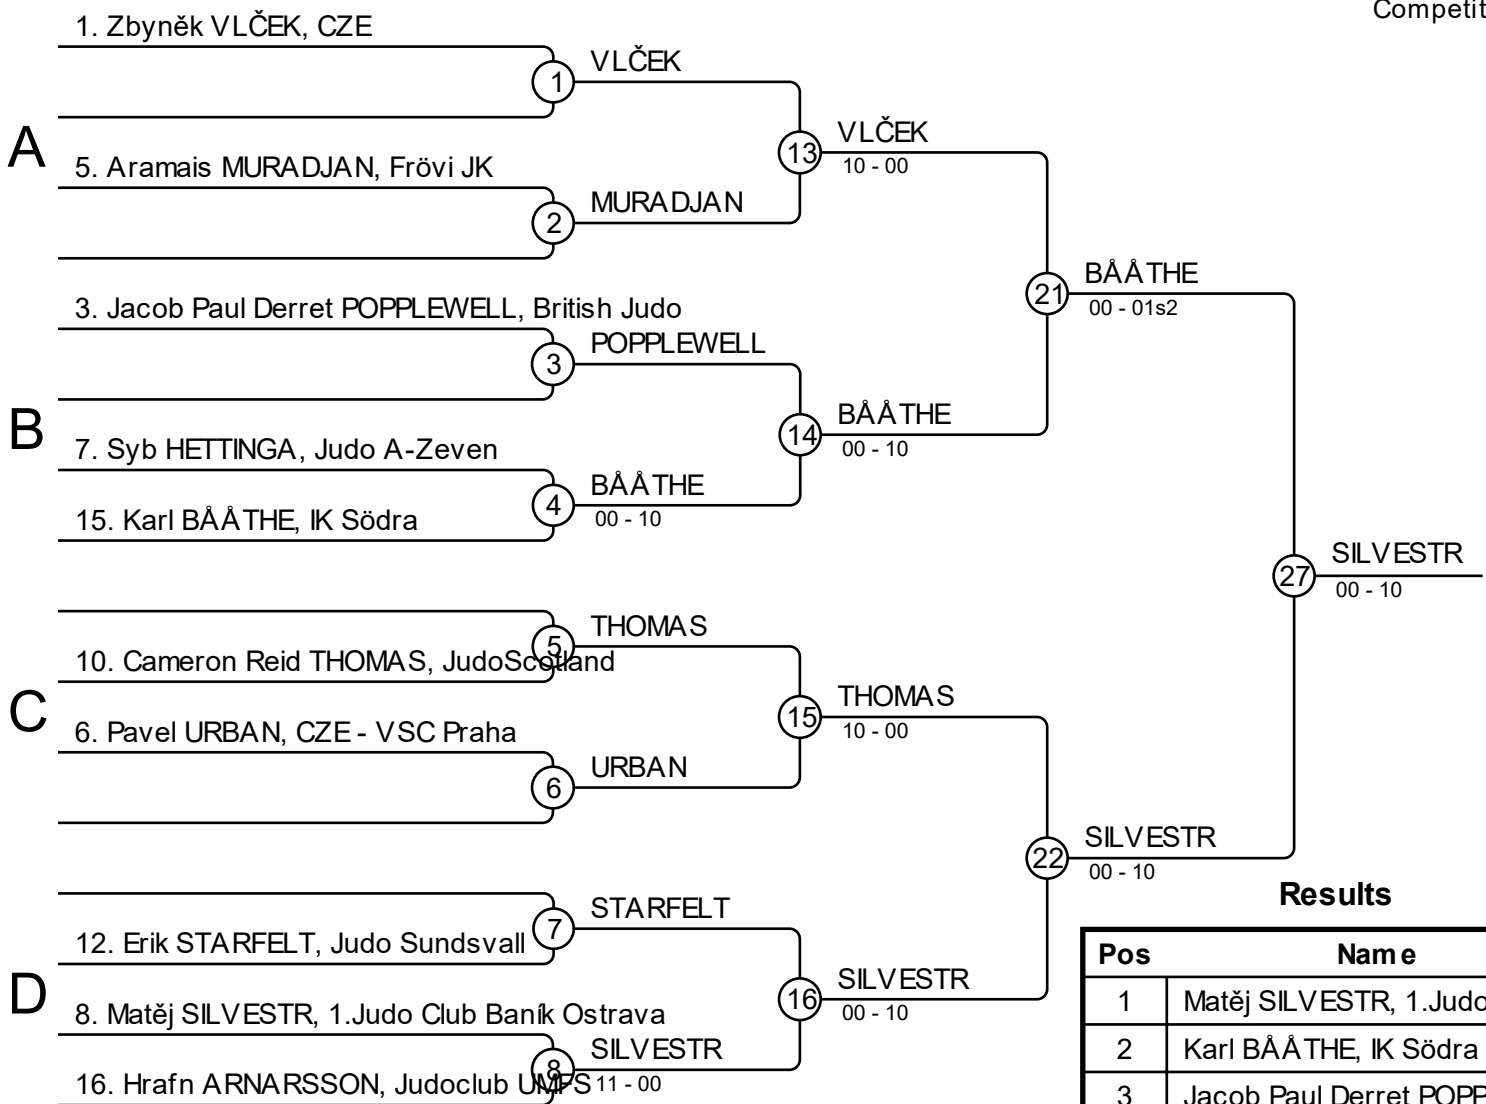 Competit
1. Zbyněk VLČEK, CZE
1
VLČEK
A
5. Aramais MURADJAN, Frövi JK
2
MURADJAN
13
VLČEK
10 - 00
3. Jacob Paul Derret POPPLEWELL, British Judo
3
POPPLEWELL
B
7. Syb HETTINGA, Judo A-Zeven
4
BÅÅTHE
00 - 10
15. Karl BÅÅTHE, IK Södra
14
BÅÅTHE
00 - 10
21
BÅÅTHE
00 - 01s2
5
THOMAS
10. Cameron Reid THOMAS, JudoScotland
C
6. Pavel URBAN, CZE - VSC Praha
6
URBAN
15
THOMAS
10 - 00
7
STARFELT
12. Erik STARFELT, Judo Sundsvall
D
8. Matěj SILVESTR, 1.Judo Club Baník Ostrava
8
SILVESTR
11 - 00
16. Hrafn ARNARSSON, Judoclub UMFS
16
SILVESTR
00 - 10
22
SILVESTR
00 - 10
27
SILVESTR
00 - 10
Results
Pos Name
1 Matěj SILVESTR, 1.Judo
2 Karl BÅÅTHE, IK Södra
3 Jacob Paul Derret POPP